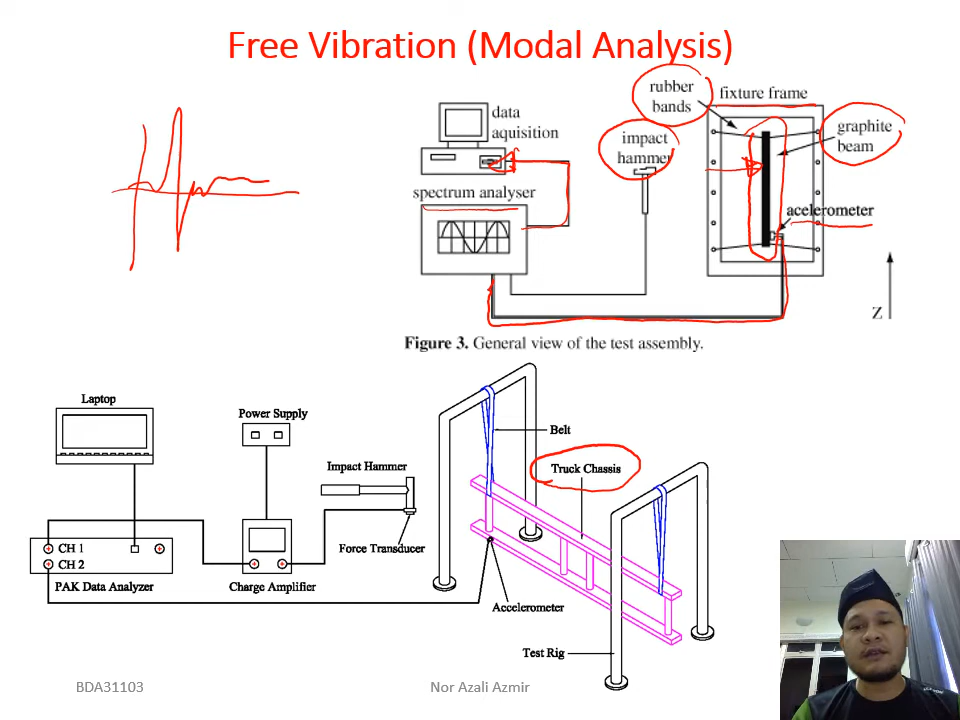 Free Vibration (Modal Analysis)
data
aquisition
spectrum analyser
impact
hammer
rubber
bands
fixture frame
graphite
beam
acelerometer
Z
Figure 3. General view of the test assembly.
Laptop
Power Supply
Impact Hammer
Force Transducer
CH 1
CH 2
PAK Data Analyzer
Charge Amplifier
Belt
Truck Chassis
Accelerometer
Test Rig
BDA31103
Nor Azali Azmir